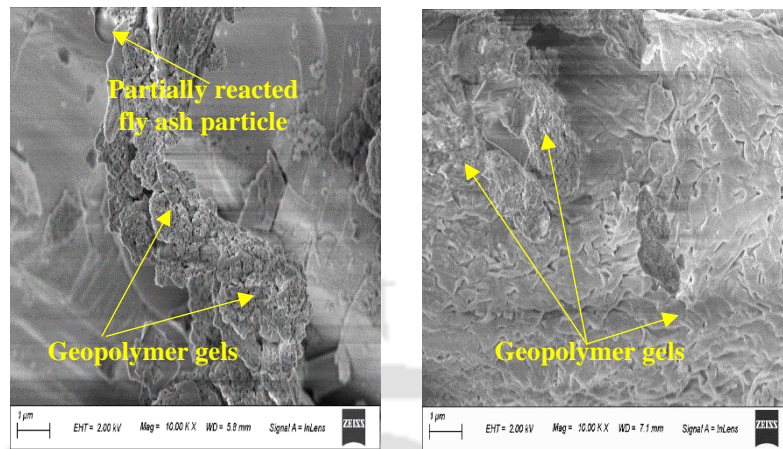 Partially reacted
fly ash particle
Geopolymer gels
1 µm
EHT = 2.00 kV Mag = 10.00 K X WD = 5.8 mm Signal A = InLens
ZEISS
Geopolymer gels
1 µm
EHT = 2.00 kV Mag = 10.00 K X WD = 7.1 mm Signal A = InLens
ZEISS